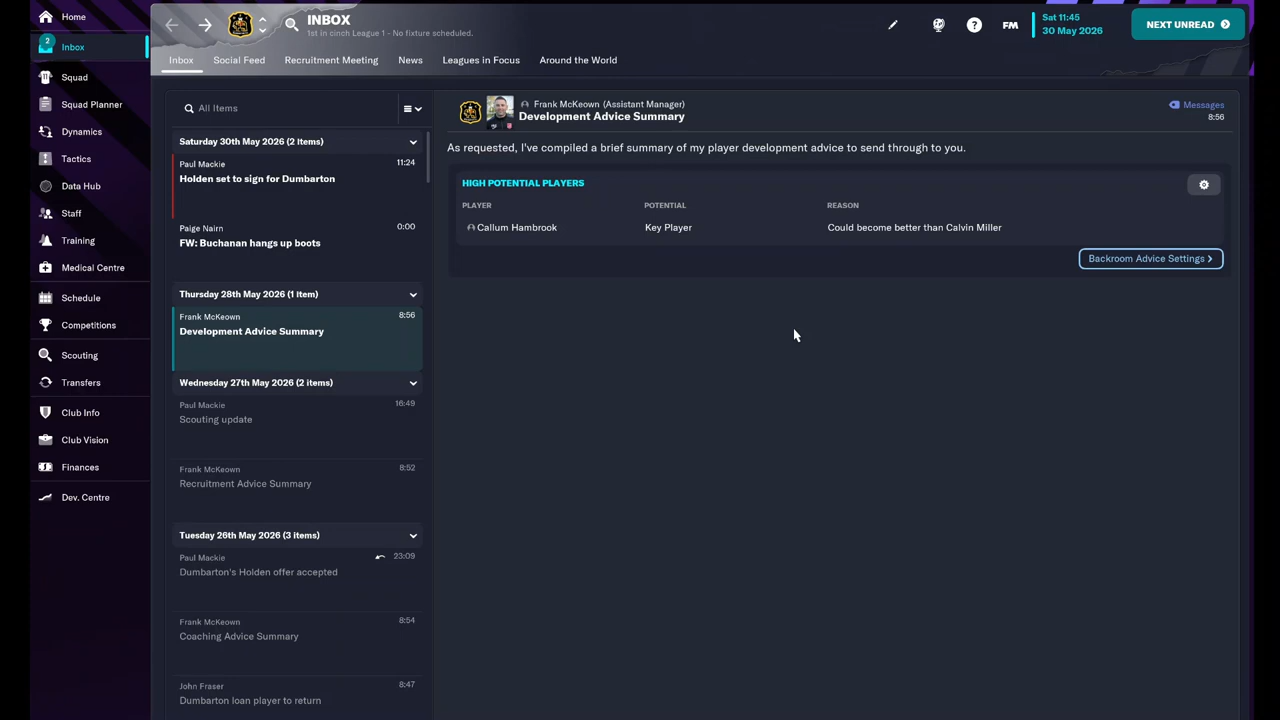 Home
INBOX
1st in cinch League 1 - No fixture scheduled.
FM
Sat 11:45
30 May 2026
NEXT UNREAD
2
Inbox
Squad
Squad Planner
Dynamics
Tactics
Data Hub
Staff
Training
Medical Centre
Schedule
Competitions
Scouting
Transfers
Club Info
Club Vision
Finances
Dev. Centre
Inbox
Social Feed
Recruitment Meeting
News
Leagues in Focus
Around the World
All Items
Saturday 30th May 2026 (2 Items)
Paul Mackie
11:24
Holden set to sign for Dumbarton
Paige Nairn
0:00
FW: Buchanan hangs up boots
Thursday 28th May 2026 (1 item)
Frank McKeown
8:56
Development Advice Summary
Wednesday 27th May 2026 (2 items)
Paul Mackie
16:49
Scouting update
Frank McKeown
8:52
Recruitment Advice Summary
Tuesday 26th May 2026 (3 items)
Paul Mackie
23:09
Dumbarton's Holden offer accepted
Frank McKeown
8:54
Coaching Advice Summary
John Fraser
8:47
Dumbarton loan player to return
Frank McKeown (Assistant Manager)
Development Advice Summary
Messages
8:56
As requested, I've compiled a brief summary of my player development advice to send through to you.
HIGH POTENTIAL PLAYERS
PLAYER POTENTIAL REASON
Callum Hambrook Key Player Could become better than Calvin Miller
Backroom Advice Settings